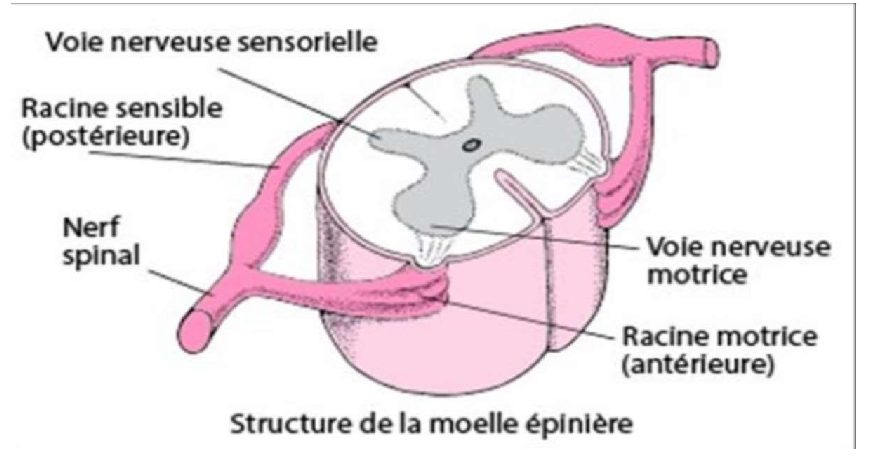 Voie nerveuse sensorielle
Racine sensible
(postérieure)
Nerf
spinal
Voie nerveuse
motrice
Racine motrice
(antérieure)
Structure de la moelle épinière